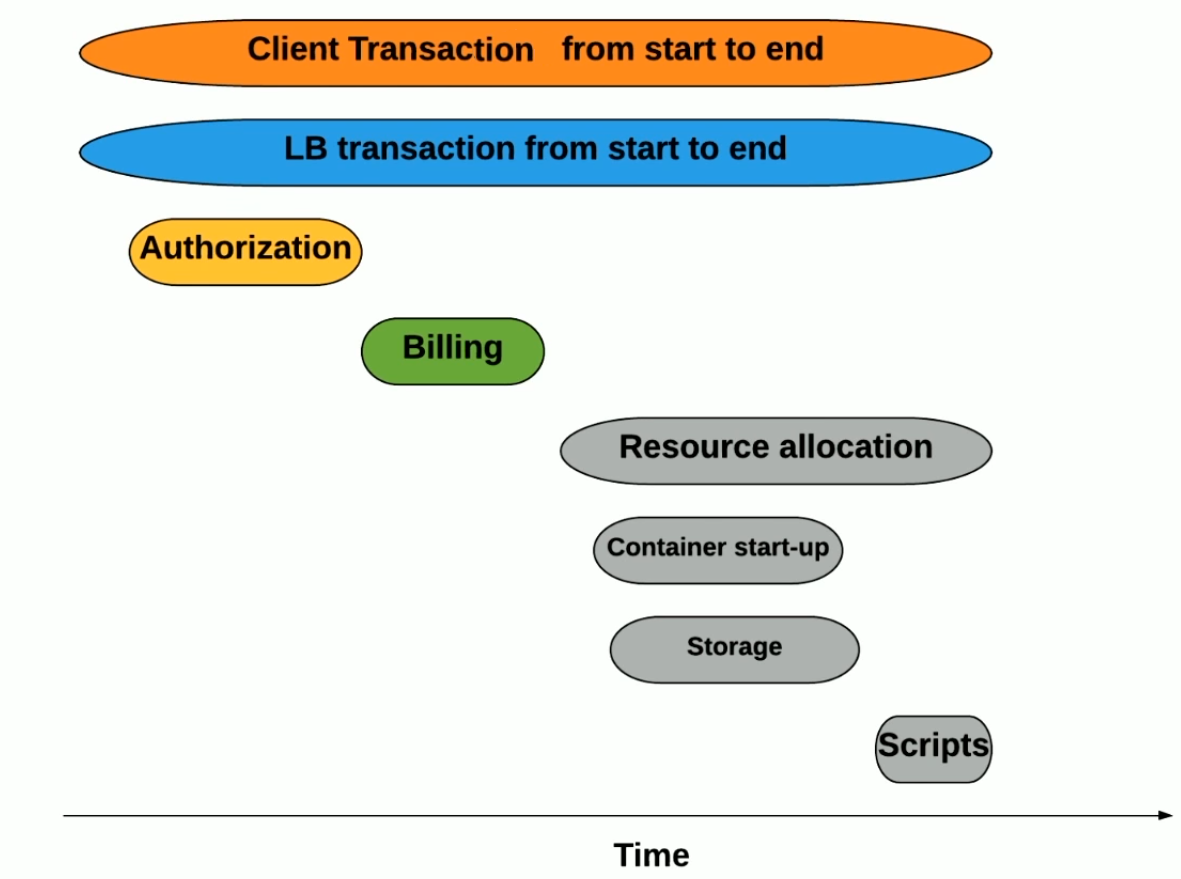 Client Transaction from start to end
LB transaction from start to end
Authorization
Billing
Resource allocation
Container start-up
Storage
Scripts
Time